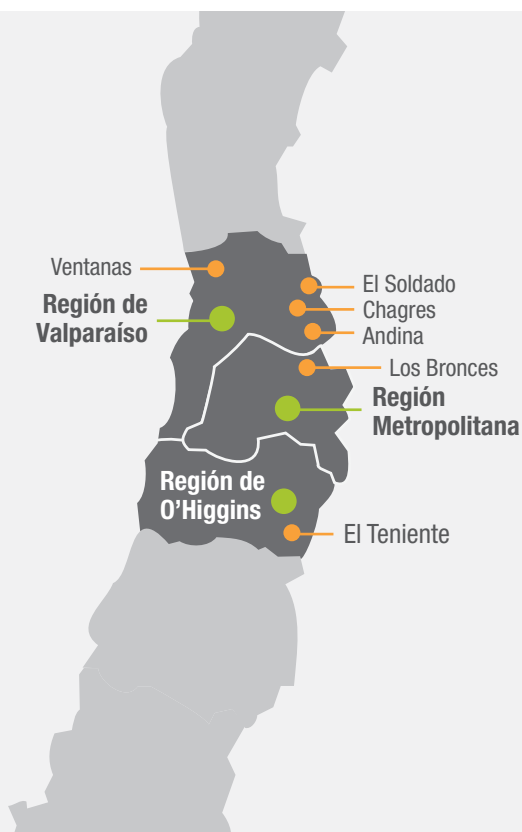 Ventanas
El Soldado
Región de
Valparaíso
Chagres
Andina
Los Bronces
Región
Metropolitana
Región de
O’Higgins
El Teniente